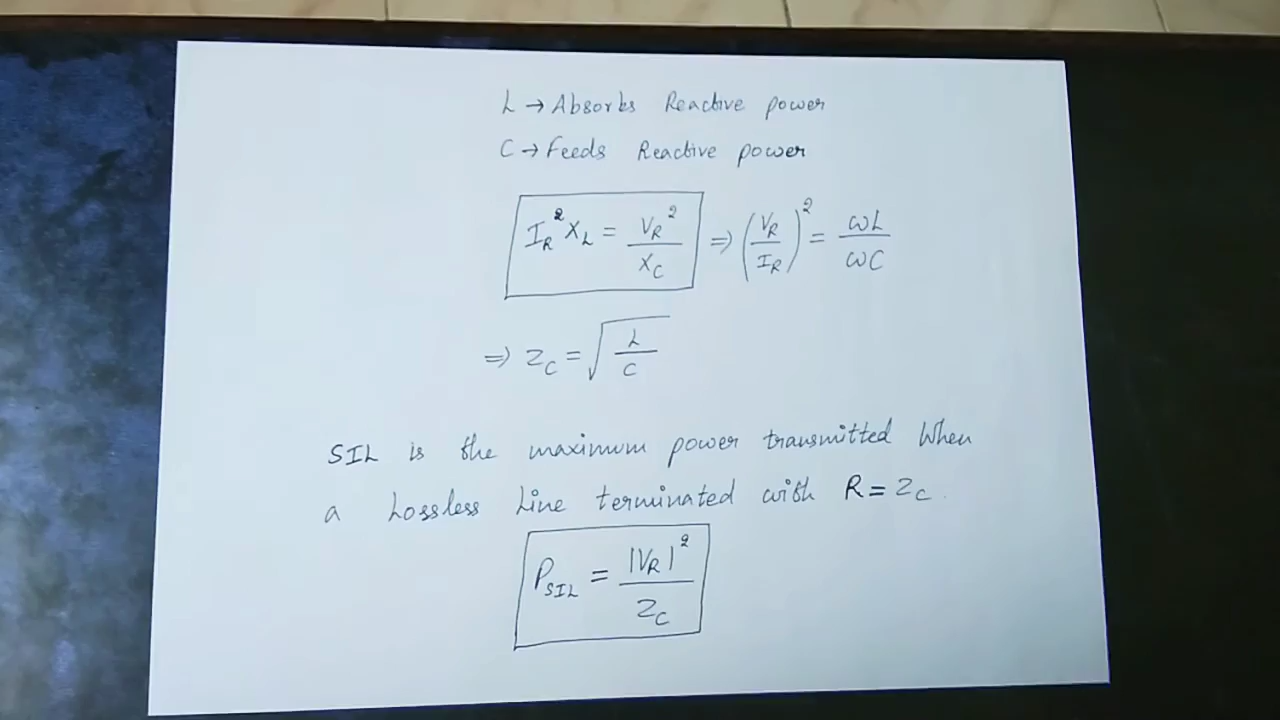 L → Absorbs Reactive power
C → Feeds Reactive power
I_R^2 X_L = V_R^2 / X_C ⇒ (V_R / I_R)^2 = ωL / ωC
⇒ Z_C = √(L / C)
SIL is the maximum power transmitted when
a Lossless Line terminated with R = Z_C.
P_SIL = |V_R|^2 / Z_C